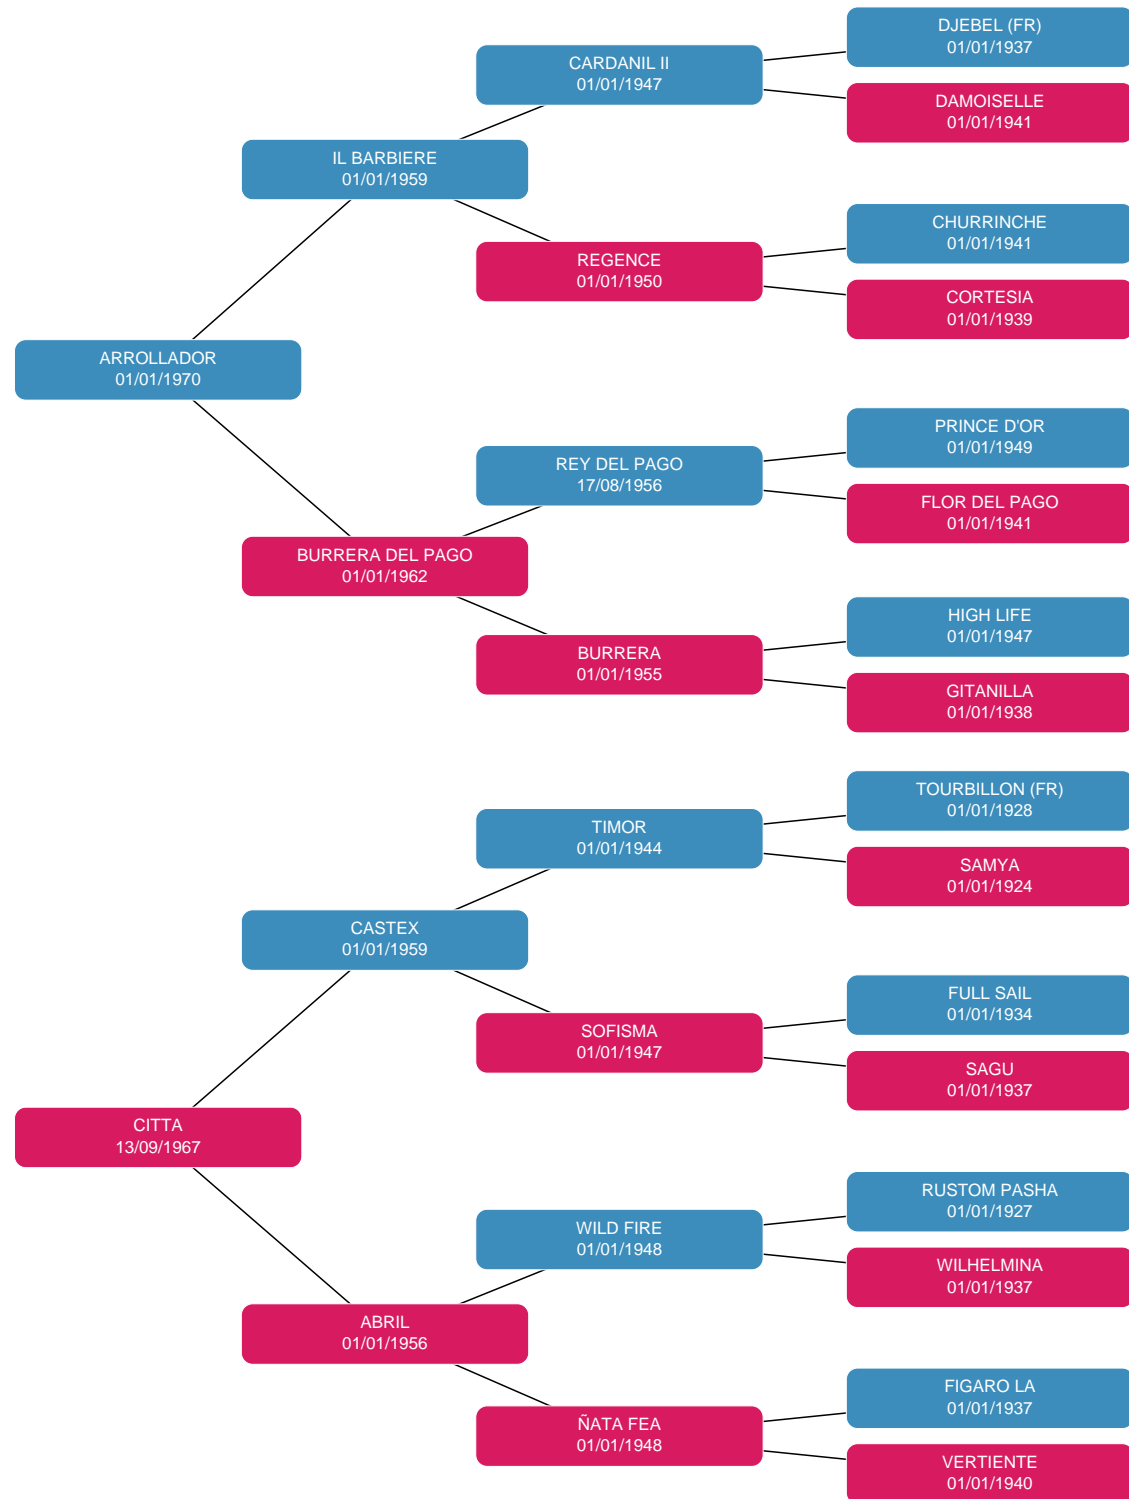 DJEBEL (FR)
01/01/1937
CARDANIL II
01/01/1947
DAMOISELLE
01/01/1941
IL BARBIERE
01/01/1959
CHURRINCHE
01/01/1941
REGENCE
01/01/1950
CORTESIA
01/01/1939
ARROLLADOR
01/01/1970
PRINCE D'OR
01/01/1949
REY DEL PAGO
17/08/1956
FLOR DEL PAGO
01/01/1941
BURRERA DEL PAGO
01/01/1962
HIGH LIFE
01/01/1947
BURRERA
01/01/1955
GITANILLA
01/01/1938
TOURBILLON (FR)
01/01/1928
TIMOR
01/01/1944
SAMYA
01/01/1924
CASTEX
01/01/1959
FULL SAIL
01/01/1934
SOFISMA
01/01/1947
SAGU
01/01/1937
CITTA
13/09/1967
RUSTOM PASHA
01/01/1927
WILD FIRE
01/01/1948
WILHELMINA
01/01/1937
ABRIL
01/01/1956
FIGARO LA
01/01/1937
ÑATA FEA
01/01/1948
VERTIENTE
01/01/1940